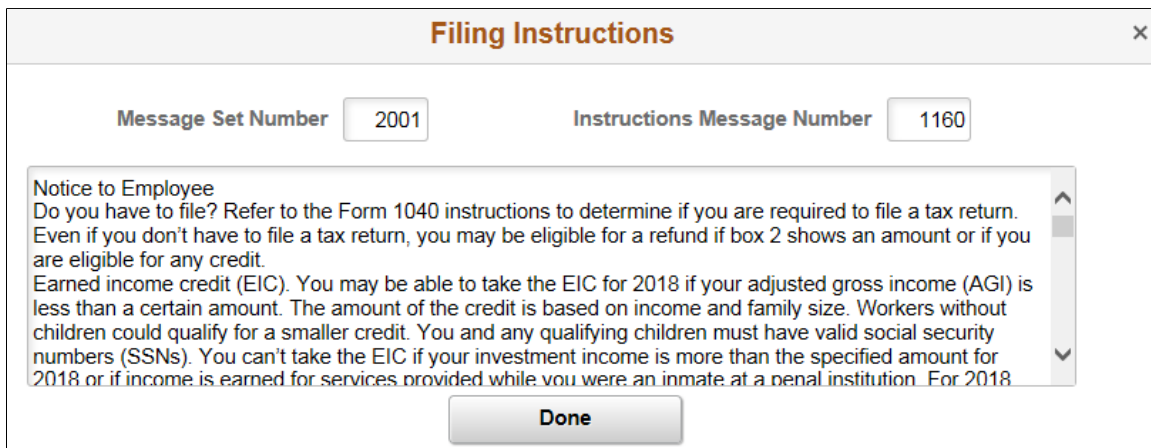 Filing Instructions
×
Message Set Number 2001 Instructions Message Number 1160
Notice to Employee
Do you have to file? Refer to the Form 1040 instructions to determine if you are required to file a tax return.
Even if you don't have to file a tax return, you may be eligible for a refund if box 2 shows an amount or if you
are eligible for any credit.
Earned income credit (EIC). You may be able to take the EIC for 2018 if your adjusted gross income (AGI) is
less than a certain amount. The amount of the credit is based on income and family size. Workers without
children could qualify for a smaller credit. You and any qualifying children must have valid social security
numbers (SSNs). You can't take the EIC if your investment income is more than the specified amount for
2018 or if income is earned for services provided while you were an inmate at a penal institution. For 2018
Done